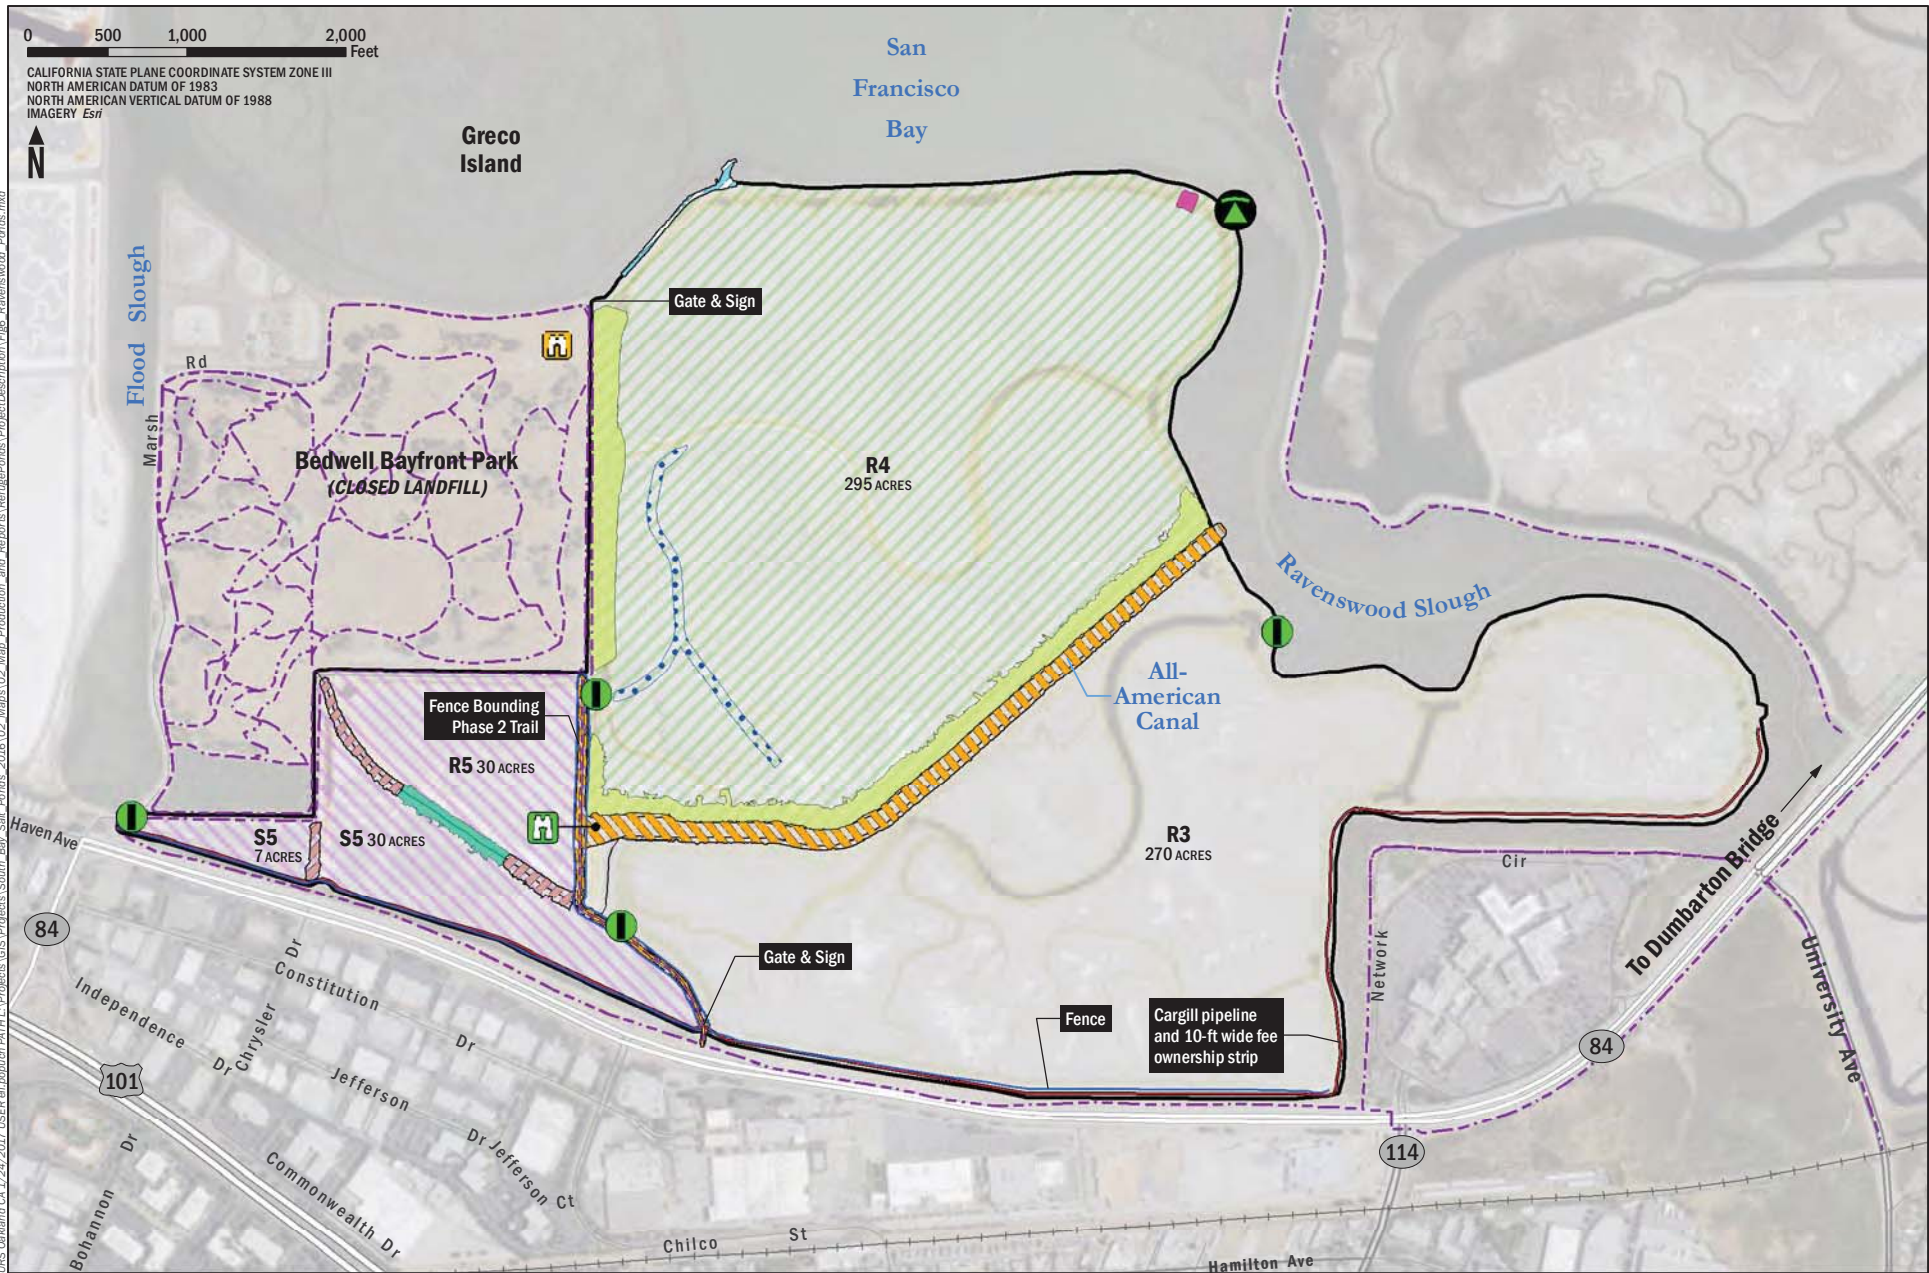 0 500 1,000 2,000
Feet
CALIFORNIA STATE PLANE COORDINATE SYSTEM ZONE III
NORTH AMERICAN DATUM OF 1983
NORTH AMERICAN VERTICAL DATUM OF 1988
IMAGERY Esri
N
San
Francisco
Bay
Greco
Island
Flood Slough
Gate & Sign
Rd
Marsh
Bedwell Bayfront Park
(CLOSED LANDFILL)
R4
295 ACRES
Ravenswood Slough
All-
American
Canal
Fence Bounding
Phase 2 Trail
R5 30 ACRES
S5
7 ACRES
S5 30 ACRES
R3
270 ACRES
Haven Ave
84
Cir
To Dumbarton Bridge
University Ave
Network
Gate & Sign
Fence
Cargill pipeline
and 10-ft wide fee
ownership strip
84
Independence Dr
Chrysler Dr
Constitution Dr
101
Jefferson Dr
Jefferson Ct
Commonwealth Dr
Bohannon Dr
114
Chilco St
Hamilton Ave